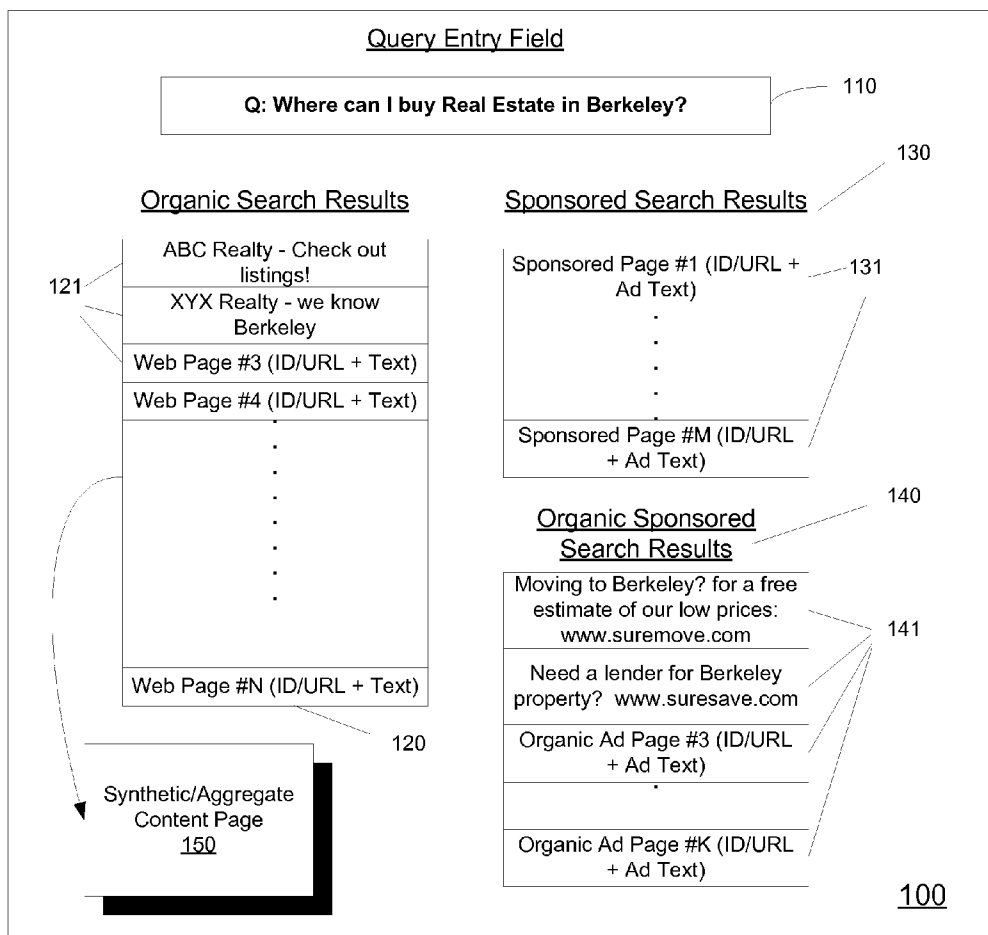 Query Entry Field
Q: Where can I buy Real Estate in Berkeley?
110
130
Organic Search Results
121
ABC Realty - Check out
listings!
XYX Realty - we know
Berkeley
Web Page #3 (ID/URL + Text)
Web Page #4 (ID/URL + Text)
Web Page #N (ID/URL + Text)
120
Synthetic/Aggregate
Content Page
150
Sponsored Search Results
Sponsored Page #1 (ID/URL +
Ad Text)
131
Sponsored Page #M (ID/URL
+ Ad Text)
140
Organic Sponsored
Search Results
Moving to Berkeley? for a free
estimate of our low prices:
www.suremove.com
141
Need a lender for Berkeley
property? www.suresave.com
Organic Ad Page #3 (ID/URL
+ Ad Text)
Organic Ad Page #K (ID/URL
+ Ad Text)
100